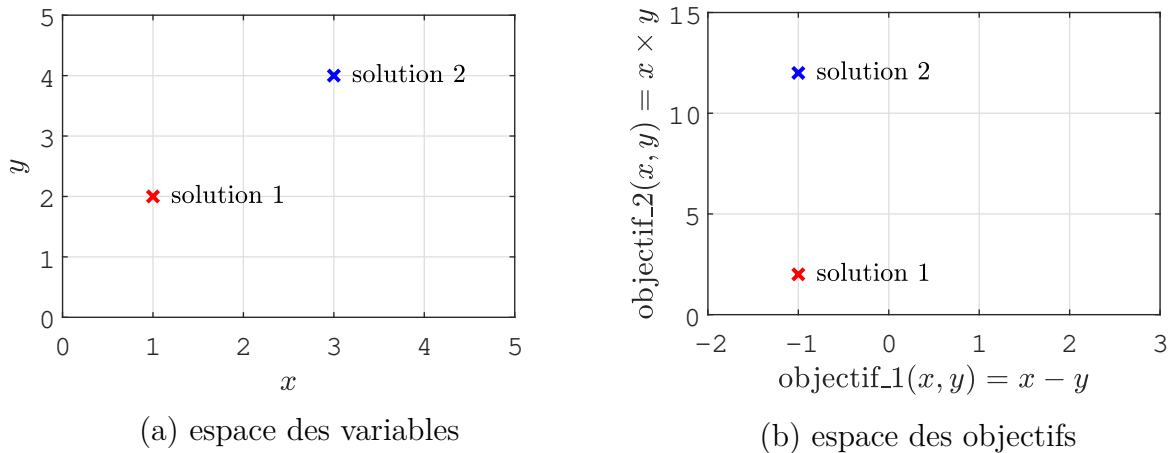 5
4
3
2
1
0
y
solution 2
solution 1
0 1 2 3 4 5
x
(a) espace des variables
15
10
5
0
objectif_2(x, y) = x × y
solution 2
solution 1
−2 −1 0 1 2 3
objectif_1(x, y) = x − y
(b) espace des objectifs